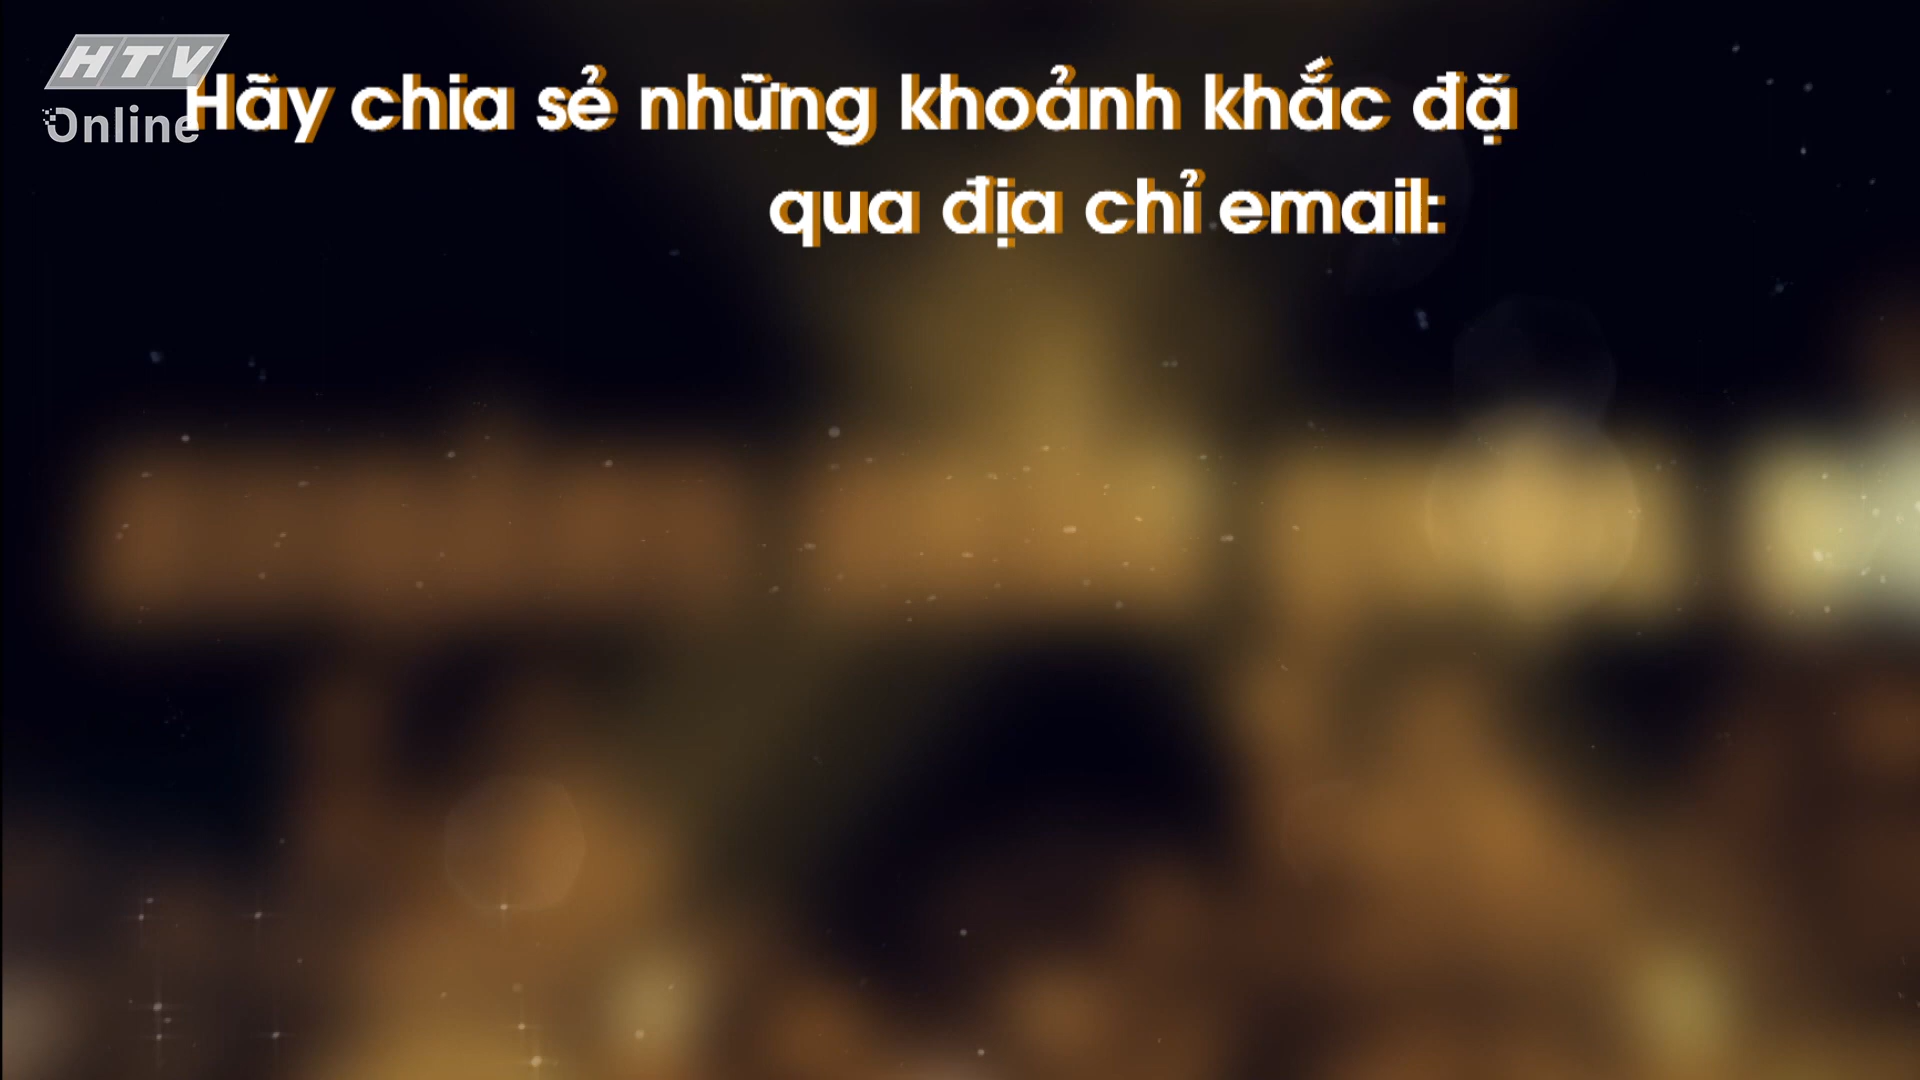 HTV
Online
Hãy chia sẻ những khoảnh khắc đặ
qua địa chỉ email: